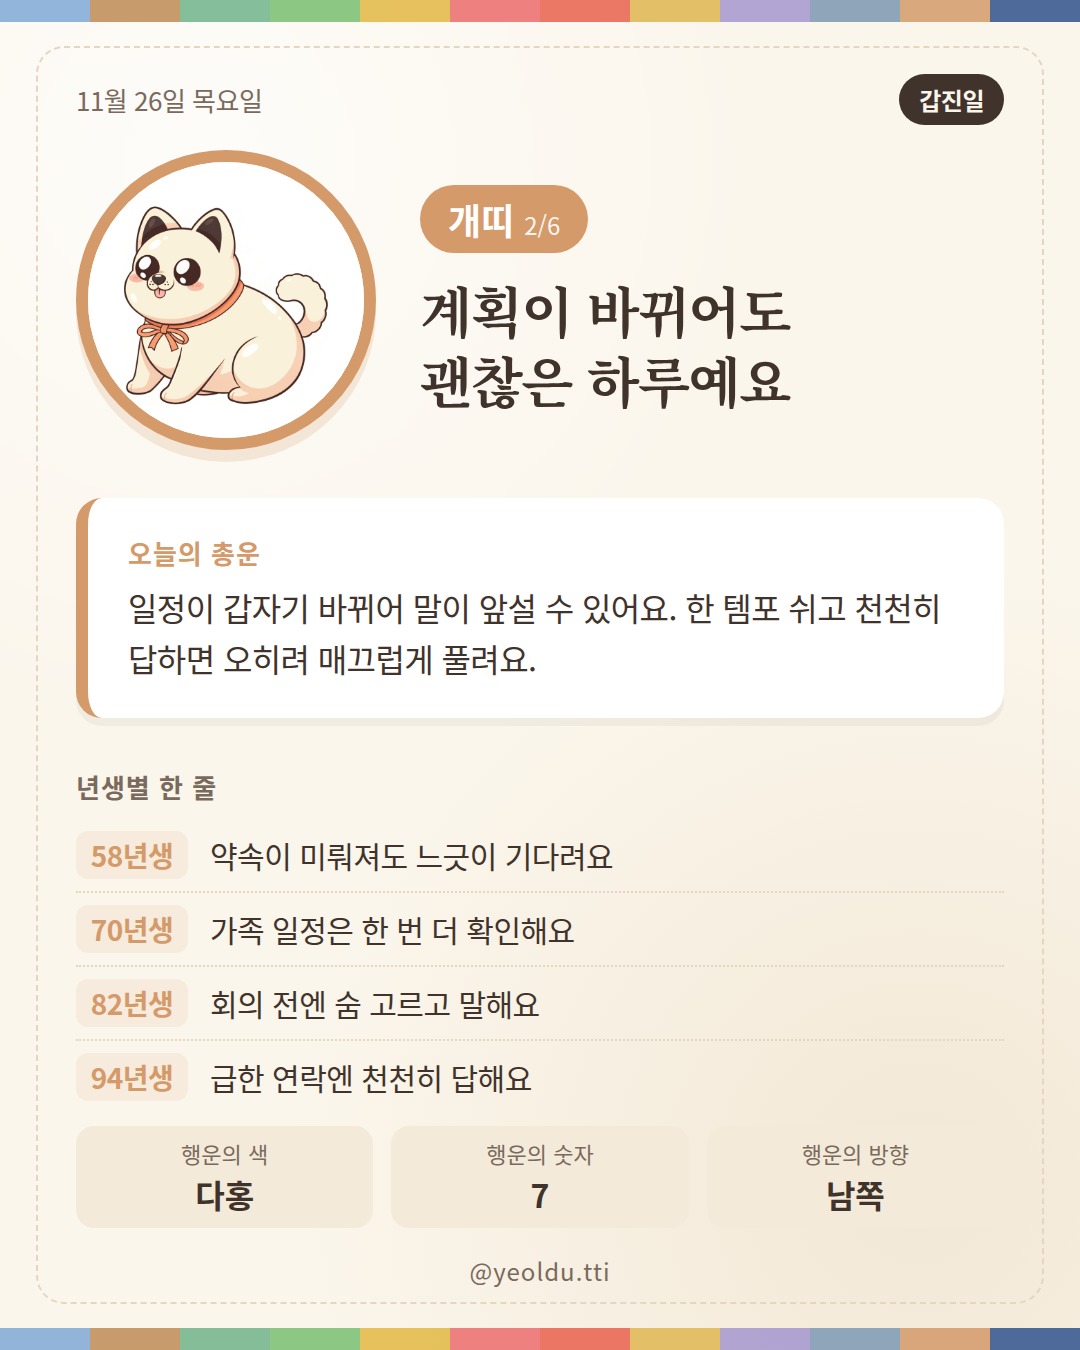 11월 26일 목요일
갑진일
개띠 2/6
계획이 바뀌어도
괜찮은 하루예요
오늘의 총운
일정이 갑자기 바뀌어 말이 앞설 수 있어요. 한 템포 쉬고 천천히
답하면 오히려 매끄럽게 풀려요.
년생별 한 줄
58년생 약속이 미뤄져도 느긋이 기다려요
70년생 가족 일정은 한 번 더 확인해요
82년생 회의 전엔 숨 고르고 말해요
94년생 급한 연락엔 천천히 답해요
행운의 색
다홍
행운의 숫자
7
행운의 방향
남쪽
@yeoldu.tti